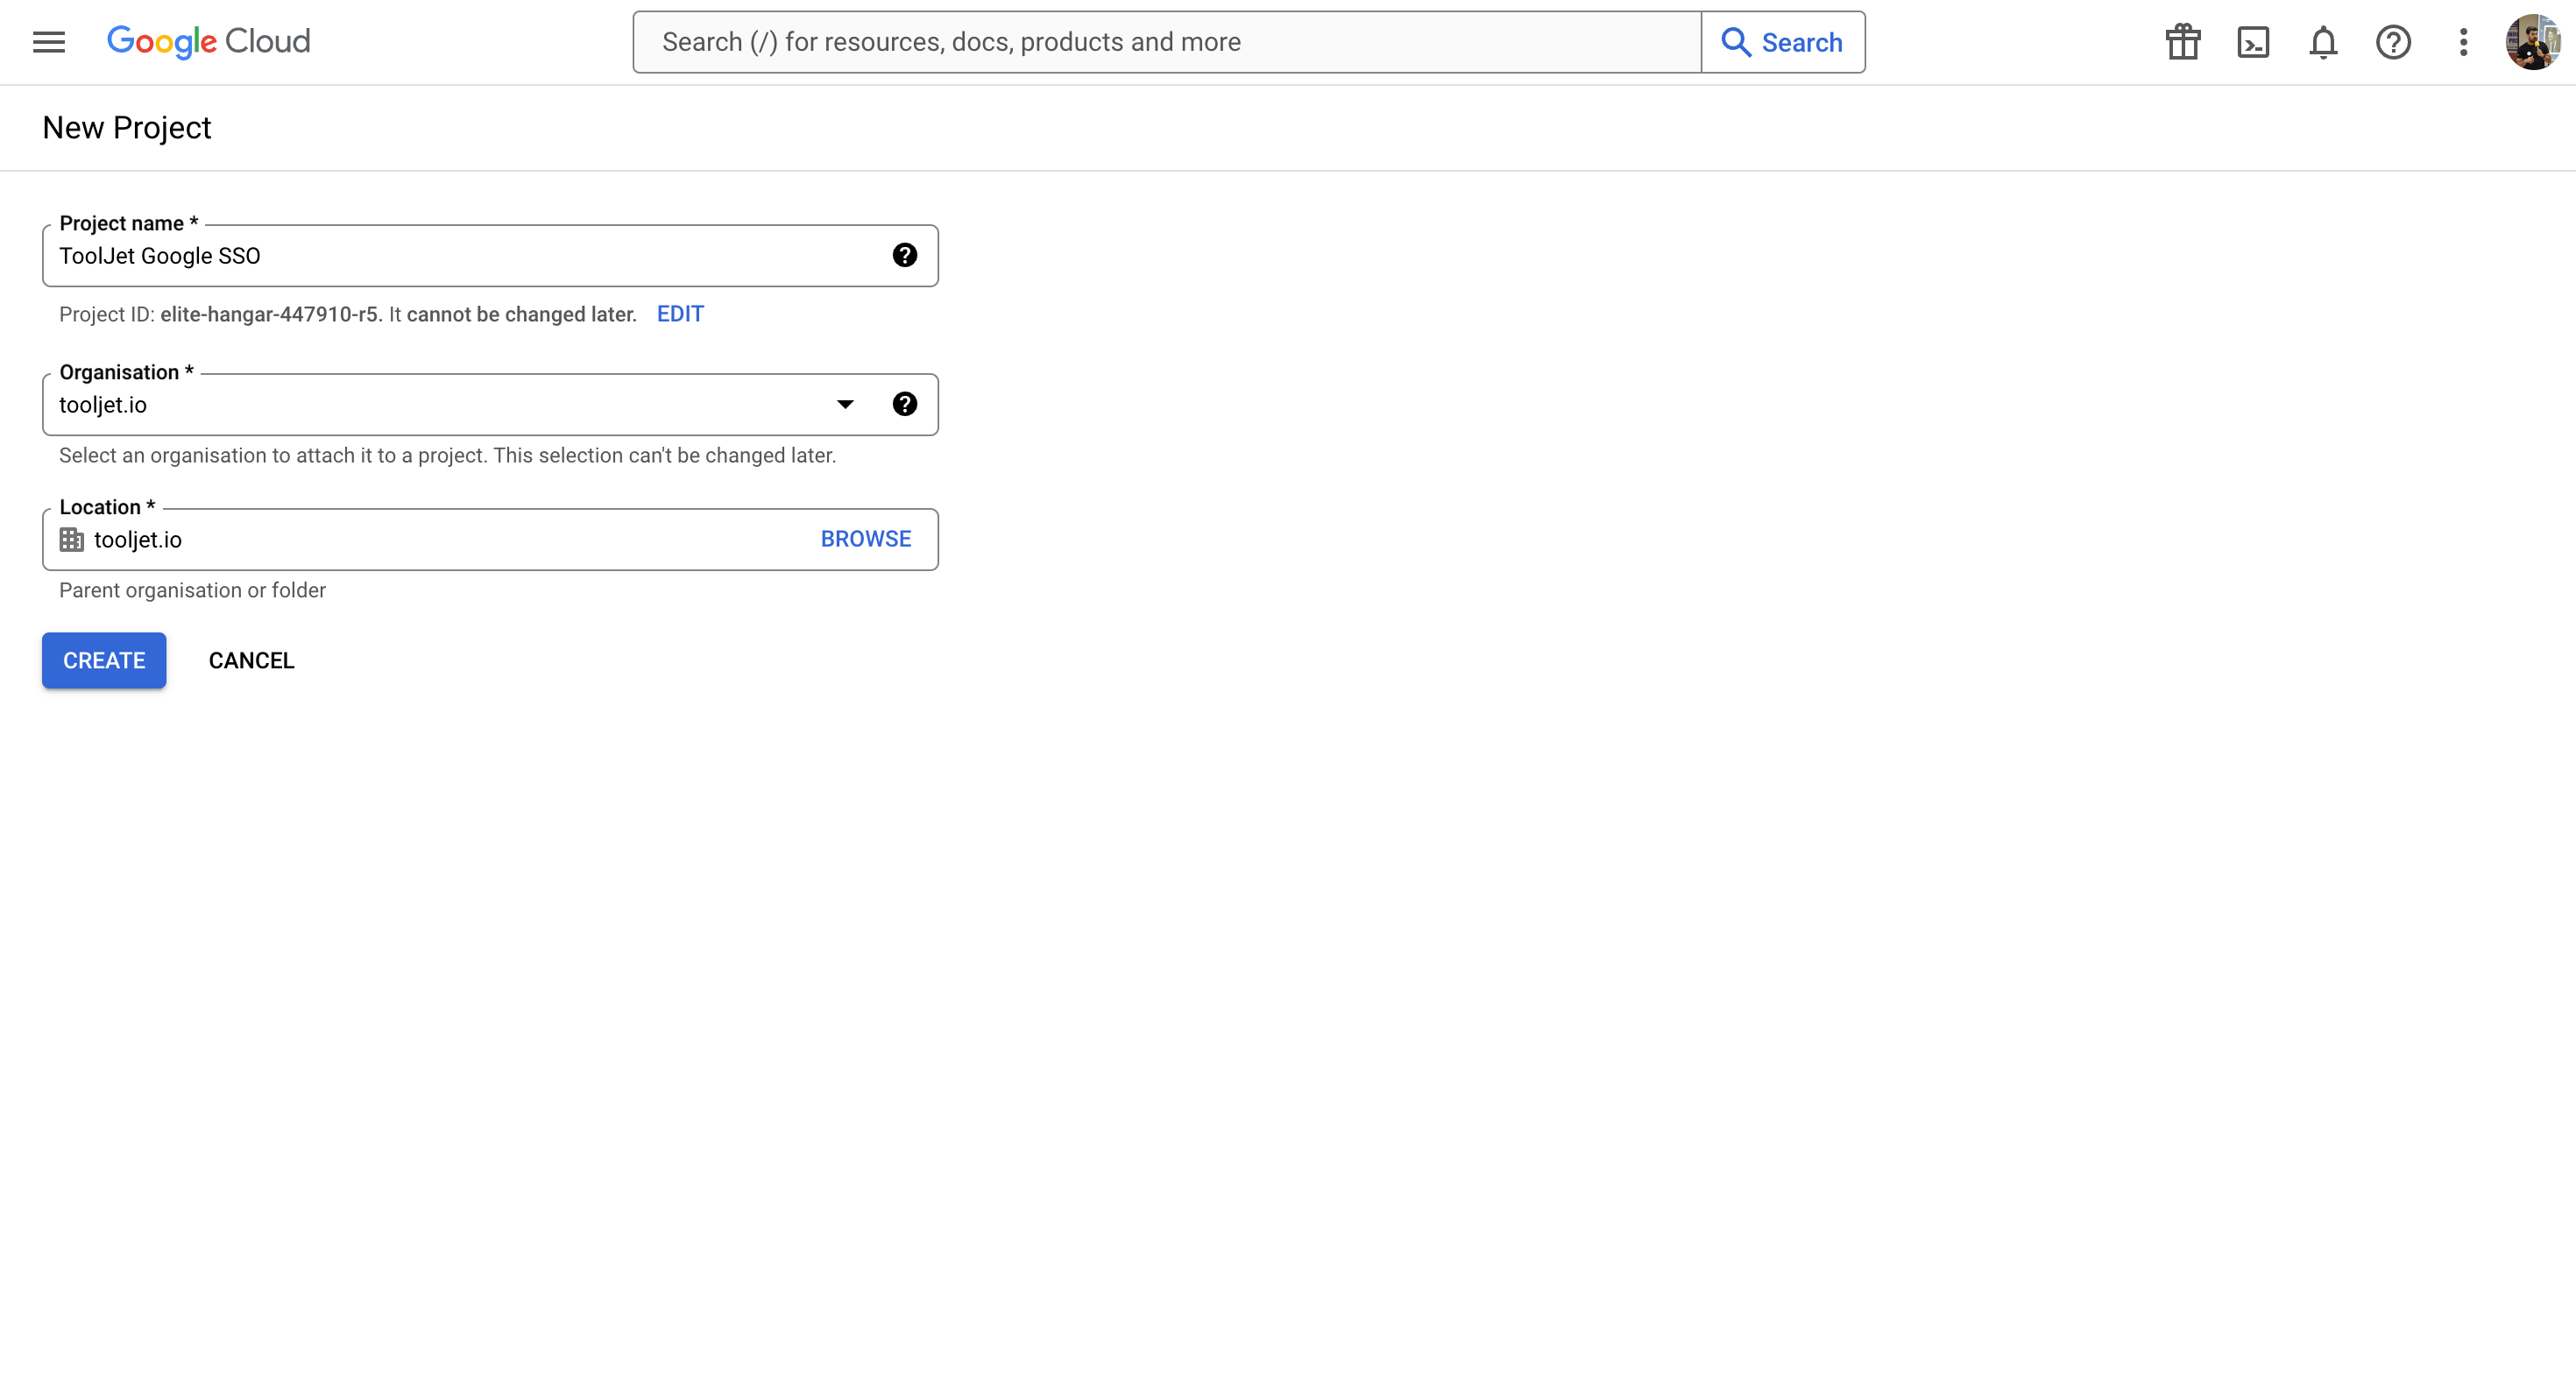 Google Cloud
Search (/) for resources, docs, products and more
Search
New Project
Project name *
ToolJet Google SSO
Project ID: elite-hangar-447910-r5. It cannot be changed later. EDIT
Organisation *
tooljet.io
Select an organisation to attach it to a project. This selection can't be changed later.
Location *
tooljet.io
BROWSE
Parent organisation or folder
CREATE
CANCEL